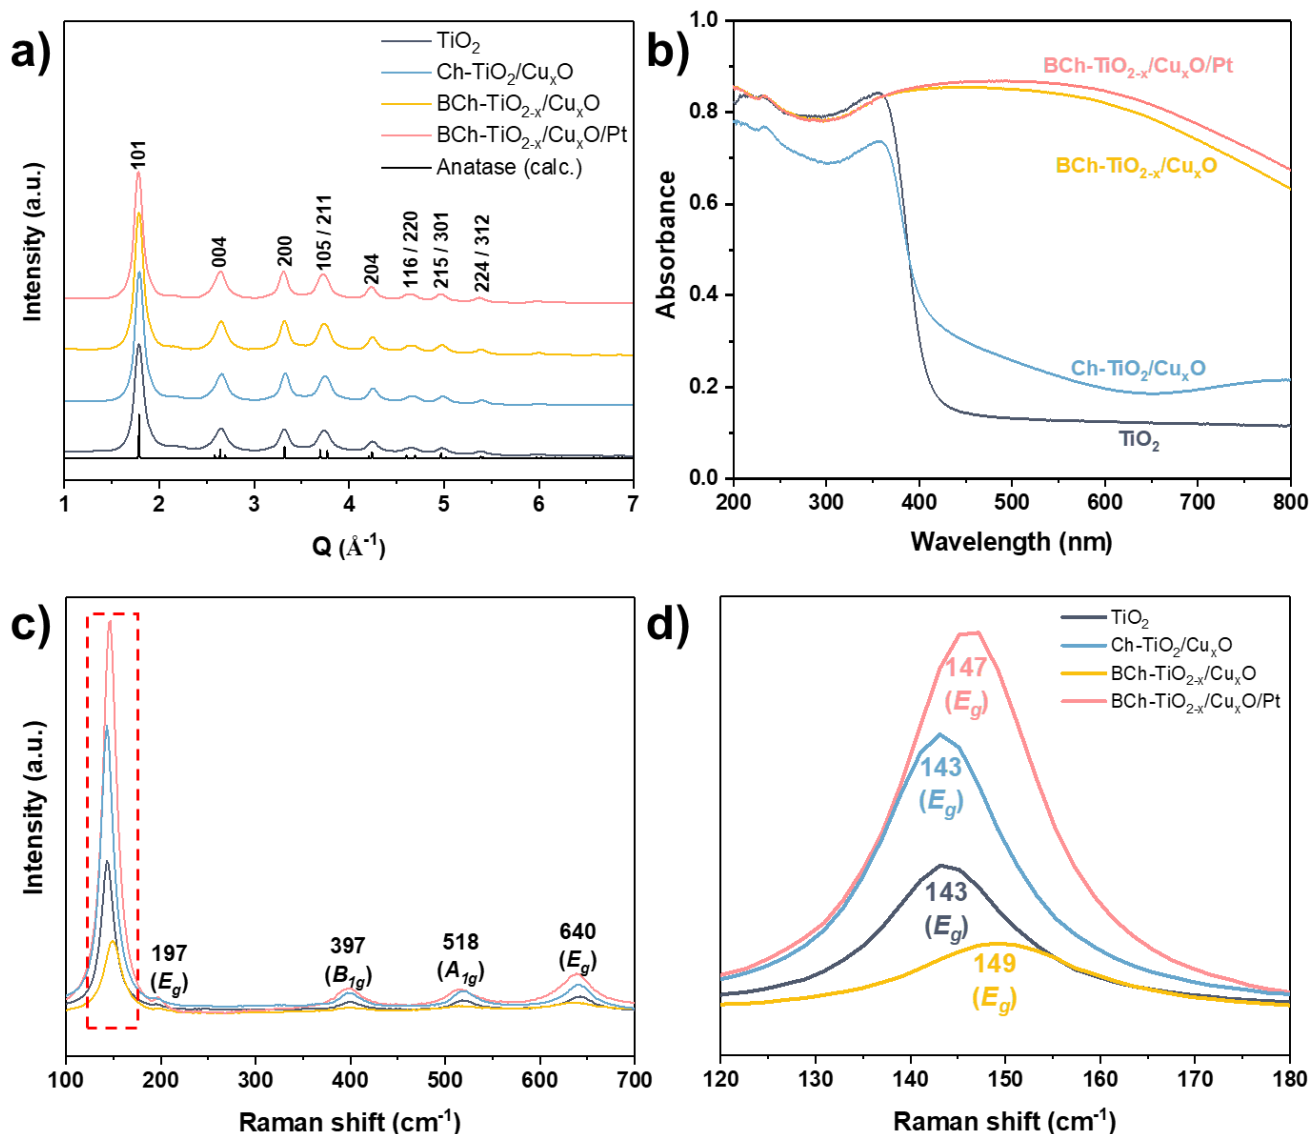 a)
TiO2
Ch-TiO2/CuxO
BCh-TiO2-x/CuxO
BCh-TiO2-x/CuxO/Pt
Anatase (calc.)
101
004
200
105 / 211
204
116 / 220
215 / 301
224 / 312
Intensity (a.u.)
1 2 3 4 5 6 7
Q (Å-1)
b)
BCh-TiO2-x/CuxO/Pt
BCh-TiO2-x/CuxO
Ch-TiO2/CuxO
TiO2
Absorbance
1.0
0.8
0.6
0.4
0.2
0.0
200 300 400 500 600 700 800
Wavelength (nm)
c)
197
(Eg)
397
(B1g)
518
(A1g)
640
(Eg)
Intensity (a.u.)
100 200 300 400 500 600 700
Raman shift (cm-1)
d)
TiO2
Ch-TiO2/CuxO
BCh-TiO2-x/CuxO
BCh-TiO2-x/CuxO/Pt
147
(Eg)
143
(Eg)
143
(Eg)
149
(Eg)
120 140 160 180
Raman shift (cm-1)